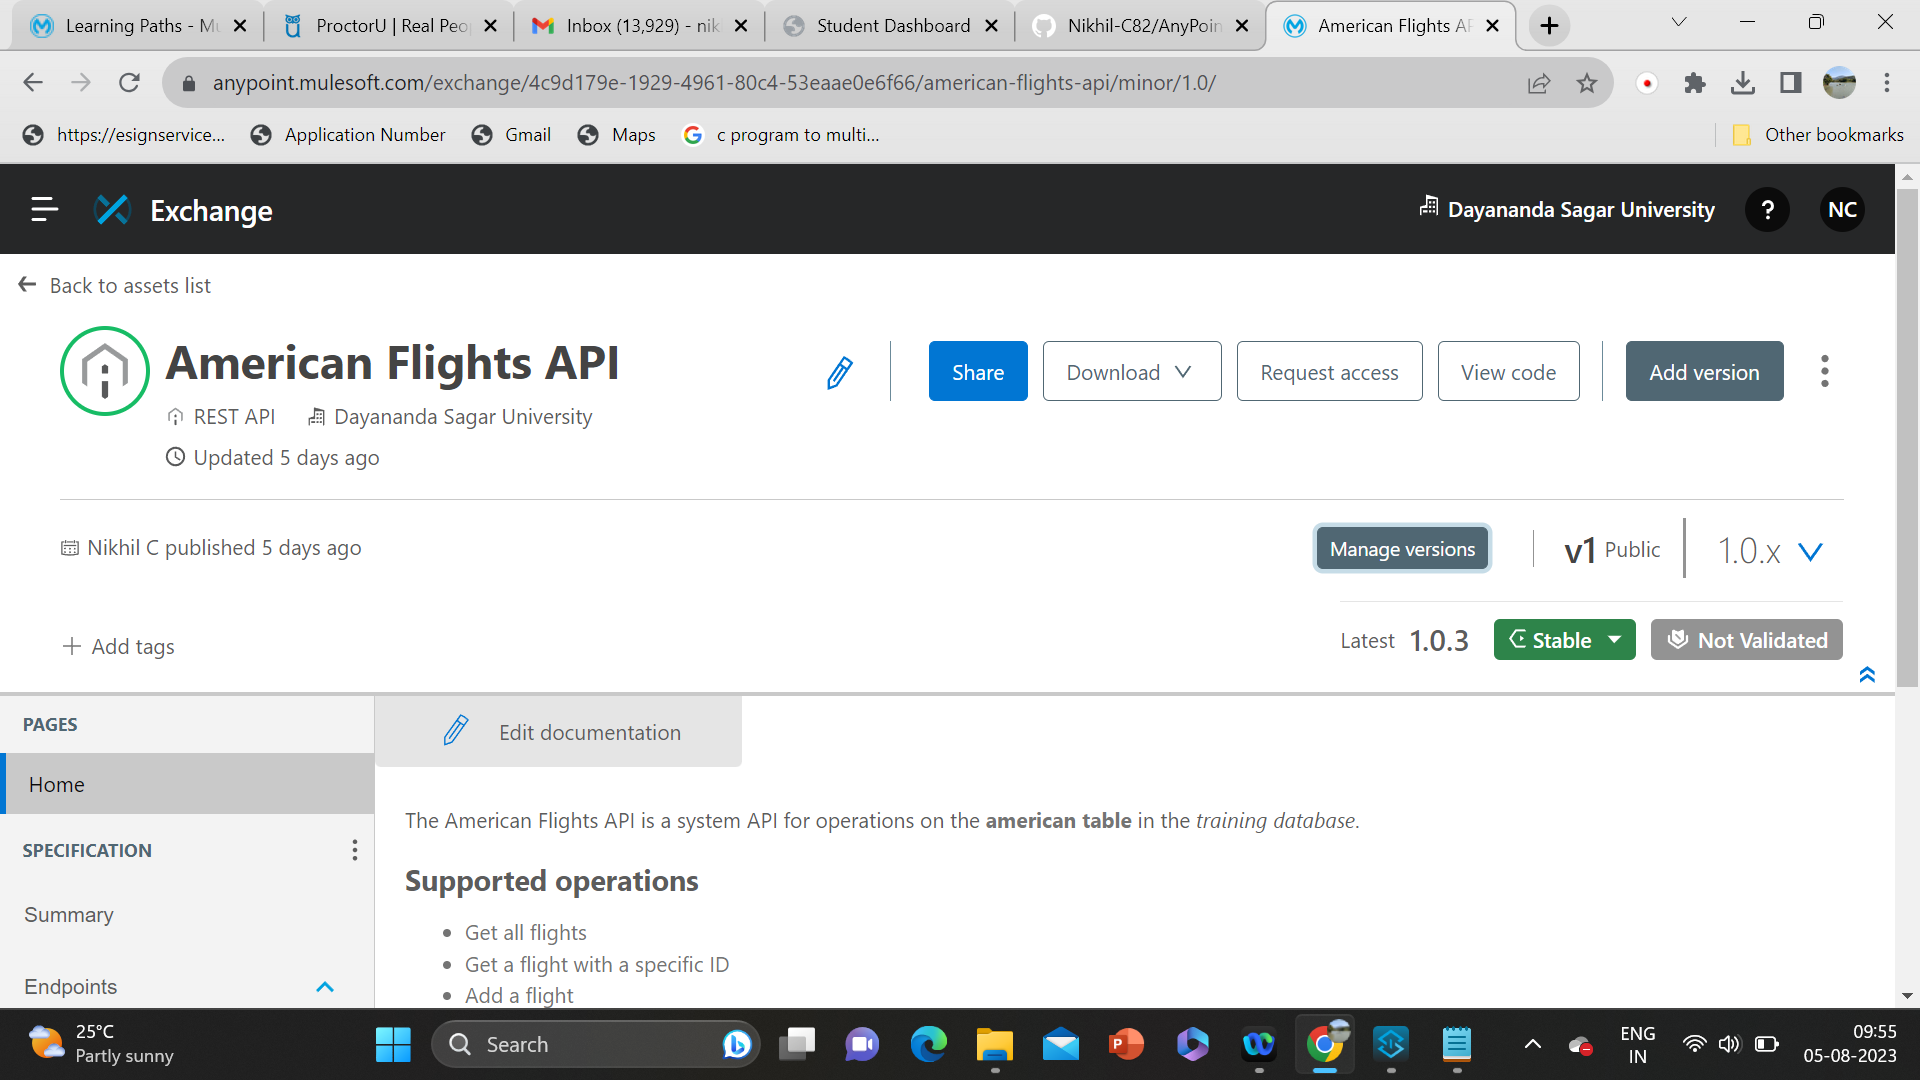 Learning Paths - Mu
ProctorU | Real Peop
Inbox (13,929) - nik
Student Dashboard
Nikhil-C82/AnyPoin
American Flights AP
anypoint.mulesoft.com/exchange/4c9d179e-1929-4961-80c4-53eaae0e6f66/american-flights-api/minor/1.0/
https://esignservice...
Application Number
Gmail
Maps
c program to multi...
Other bookmarks
Exchange
Dayananda Sagar University
?
NC
Back to assets list
American Flights API
Share
Download
Request access
View code
Add version
REST API
Dayananda Sagar University
Updated 5 days ago
Nikhil C published 5 days ago
Manage versions
v1 Public
1.0.x
Add tags
Latest 1.0.3
Stable
Not Validated
PAGES
Edit documentation
Home
The American Flights API is a system API for operations on the american table in the training database.
SPECIFICATION
Supported operations
Summary
Get all flights
Get a flight with a specific ID
Endpoints
Add a flight
25°C
Partly sunny
Search
ENG
IN
09:55
05-08-2023